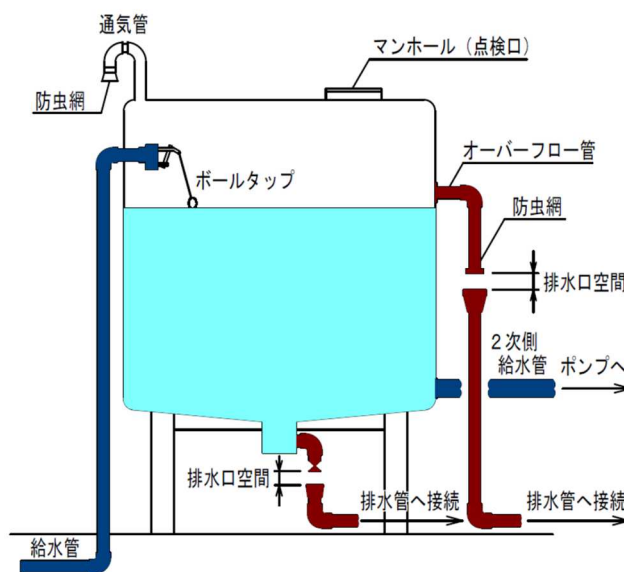 通気管
マンホール（点検口）
防虫網
オーバーフロー管
ボールタップ
防虫網
排水口空間
２次側
給水管
ポンプへ
排水口空間
排水管へ接続
排水管へ接続
給水管